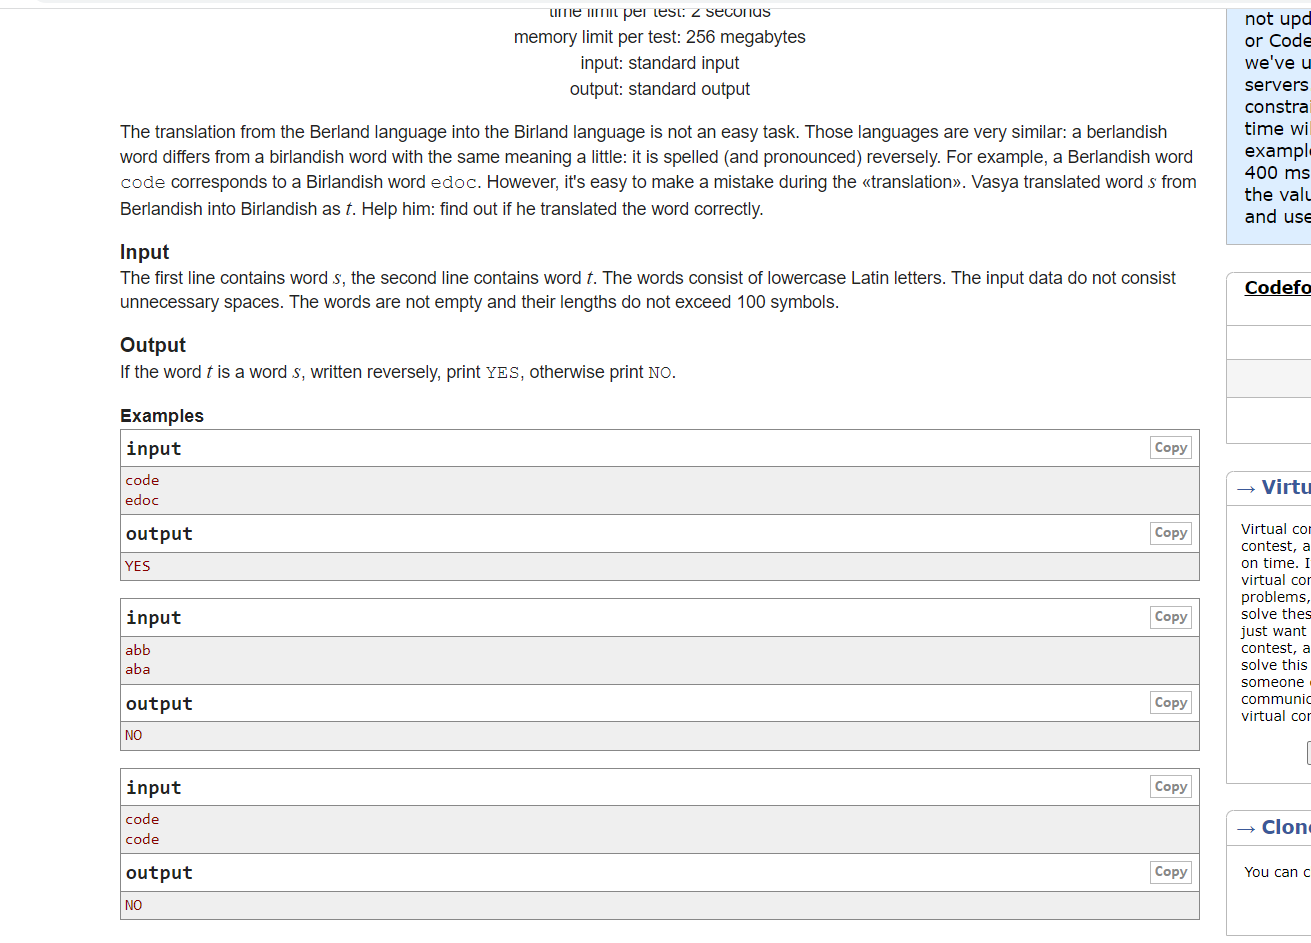 time limit per test: 2 seconds
memory limit per test: 256 megabytes
input: standard input
output: standard output
The translation from the Berland language into the Birland language is not an easy task. Those languages are very similar: a berlandish
word differs from a birlandish word with the same meaning a little: it is spelled (and pronounced) reversely. For example, a Berlandish word
code corresponds to a Birlandish word edoc. However, it's easy to make a mistake during the «translation». Vasya translated word s from
Berlandish into Birlandish as t. Help him: find out if he translated the word correctly.
Input
The first line contains word s, the second line contains word t. The words consist of lowercase Latin letters. The input data do not consist
unnecessary spaces. The words are not empty and their lengths do not exceed 100 symbols.
Output
If the word t is a word s, written reversely, print YES, otherwise print NO.
Examples
input
Copy
code
edoc
output
Copy
YES
input
Copy
abb
aba
output
Copy
NO
input
Copy
code
code
output
Copy
NO
not upd
or Code
we've u
servers
constrai
time wi
example
400 ms
the valu
and use
Codefo
→ Virtu
Virtual cor
contest, a
on time. I
virtual cor
problems,
solve thes
just want
contest, a
solve this
someone
communic
virtual cor
→ Clone
You can c